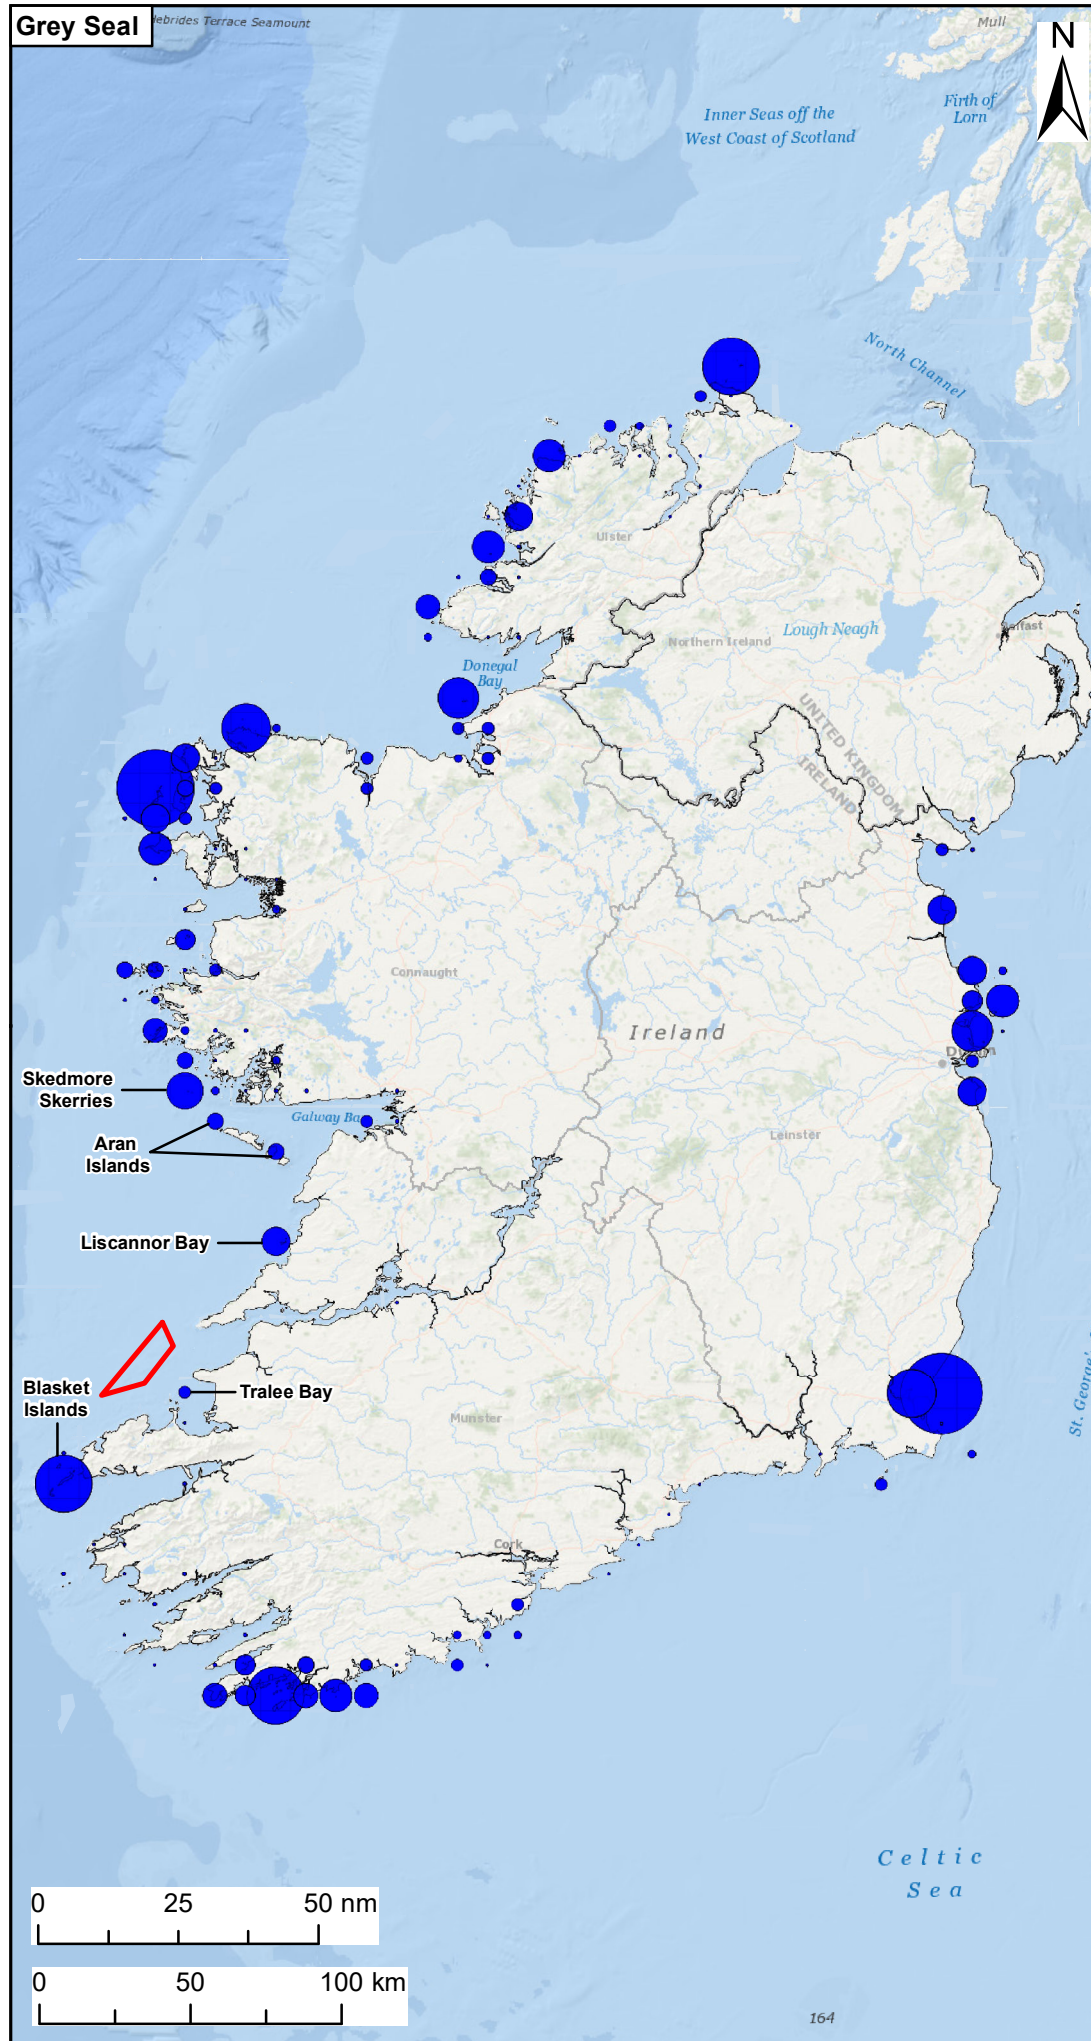 Grey Seal
Hebrides Terrace Seamount
Mull
N
Firth of
Lorn
Inner Seas off the
West Coast of Scotland
North Channel
Ulster
Northern Ireland
Lough Neagh
Belfast
Donegal
Bay
UNITED KINGDOM
IRELAND
Connaught
Ireland
Skedmore
Skerries
Galway Ba
Aran
Islands
Leinster
Liscannor Bay
Blasket
Islands
Tralee Bay
Munster
St. George'
Cork
Celtic
Sea
0 25 50 nm
0 50 100 km
164